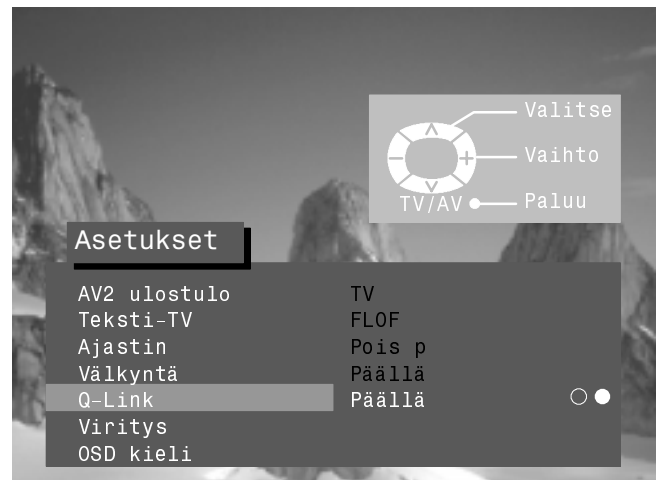 Valitse
Vaihto
TV/AV Paluu
Asetukset
AV2 ulostulo TV
Teksti-TV FLOF
Ajastin Pois p
Välkyntä Päällä
Q-Link Päällä
Viritys
OSD kieli